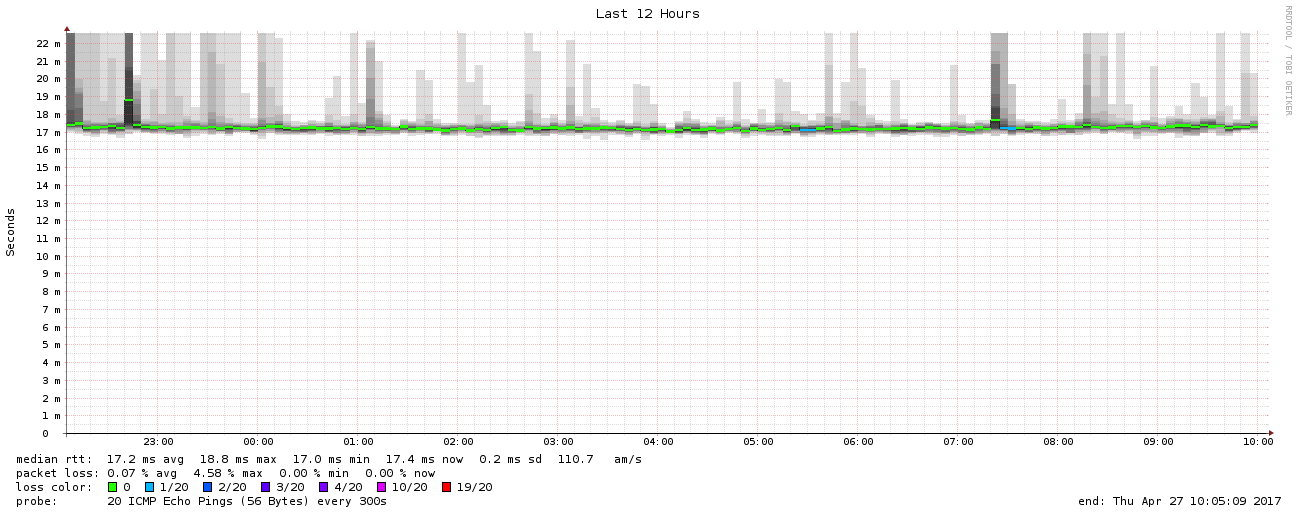 Last 12 Hours
RRDTOOL / TOBI OETIKER
Seconds
22 m
21 m
20 m
19 m
18 m
17 m
16 m
15 m
14 m
13 m
12 m
11 m
10 m
9 m
8 m
7 m
6 m
5 m
4 m
3 m
2 m
1 m
0
23:00 00:00 01:00 02:00 03:00 04:00 05:00 06:00 07:00 08:00 09:00 10:00
median rtt: 17.2 ms avg 18.8 ms max 17.0 ms min 17.4 ms now 0.2 ms sd 110.7 am/s
packet loss: 0.07 % avg 4.58 % max 0.00 % min 0.00 % now
loss color: 0 1/20 2/20 3/20 4/20 10/20 19/20
probe: 20 ICMP Echo Pings (56 Bytes) every 300s end: Thu Apr 27 10:05:09 2017